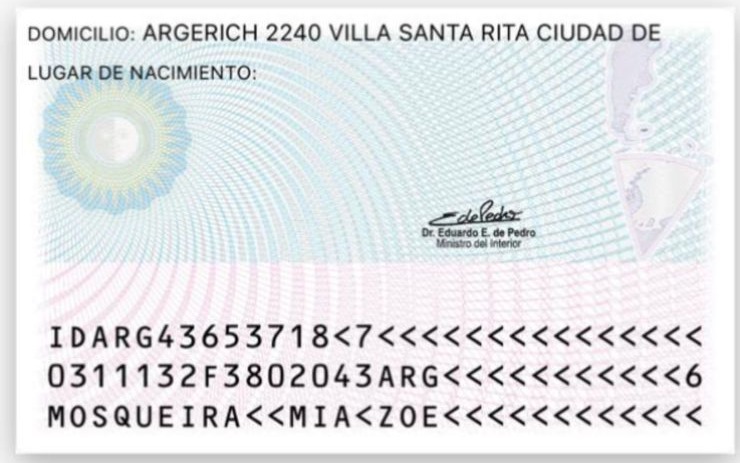 DOMICILIO: ARGERICH 2240 VILLA SANTA RITA CIUDAD DE
LUGAR DE NACIMIENTO:
Dr. Eduardo E. de Pedro
Ministro del Interior
IDARG43653718<7<<<<<<<<<<<<<<<
0311132F3802043ARG<<<<<<<<<<<6
MOSQUEIRA<<MIA<ZOE<<<<<<<<<<<<